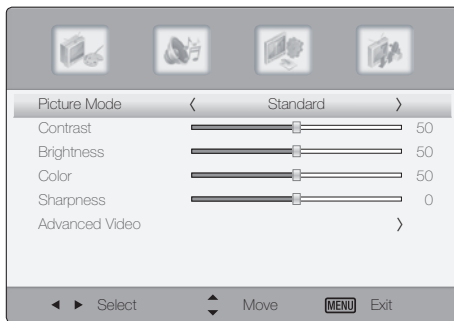 Picture Mode 〈 Standard 〉
Contrast 50
Brightness 50
Color 50
Sharpness 0
Advanced Video 〉
◄ ► Select ▲▼ Move MENU Exit